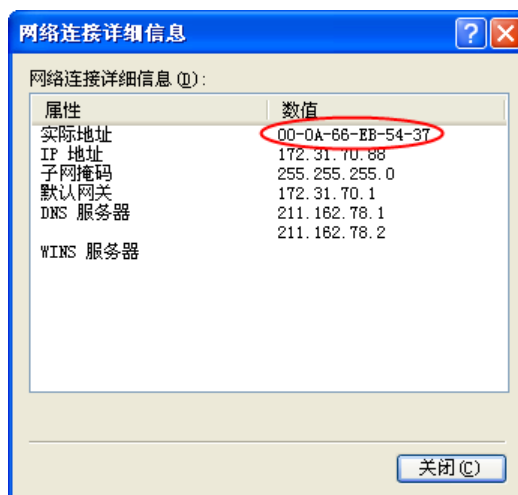 网络连接详细信息
网络连接详细信息(D):
属性 数值
实际地址 00-0A-66-EB-54-37
IP 地址 172.31.70.88
子网掩码 255.255.255.0
默认网关 172.31.70.1
DNS 服务器 211.162.78.1
211.162.78.2
WINS 服务器
关闭(C)